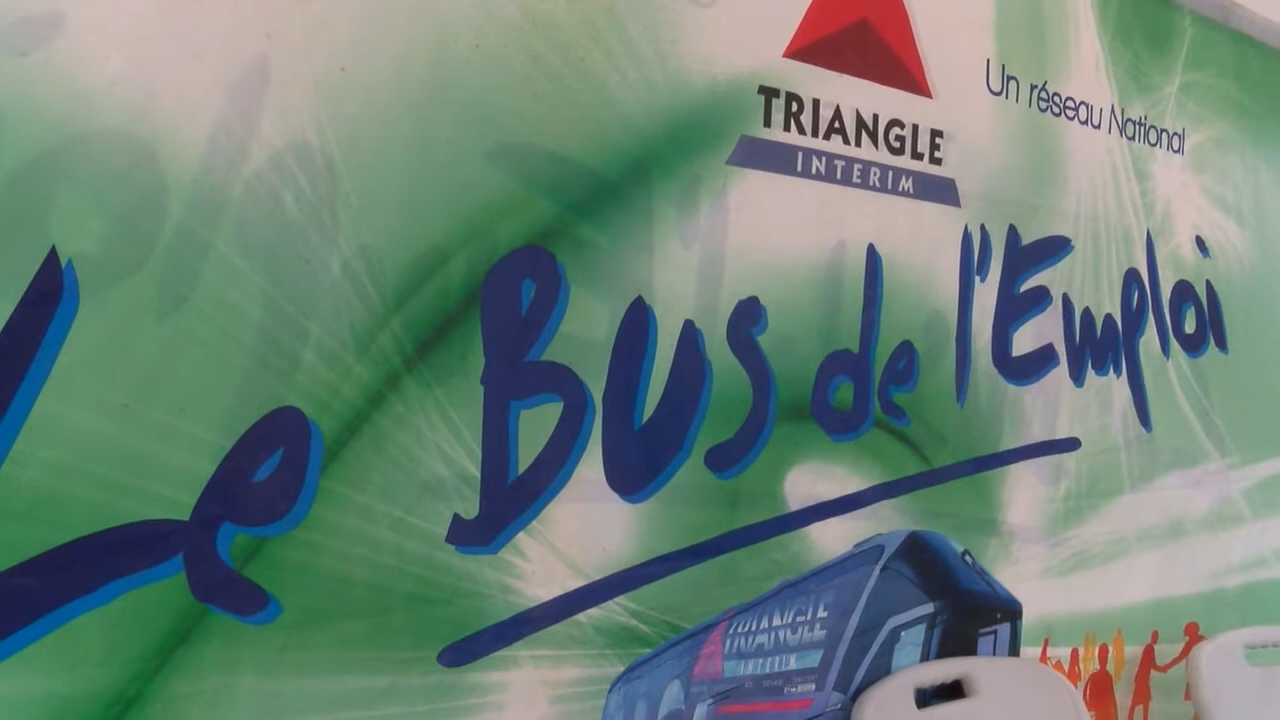 TRIANGLE
INTERIM
Un réseau National
Le Bus de l'Emploi
TRIANGLE
INTERIM